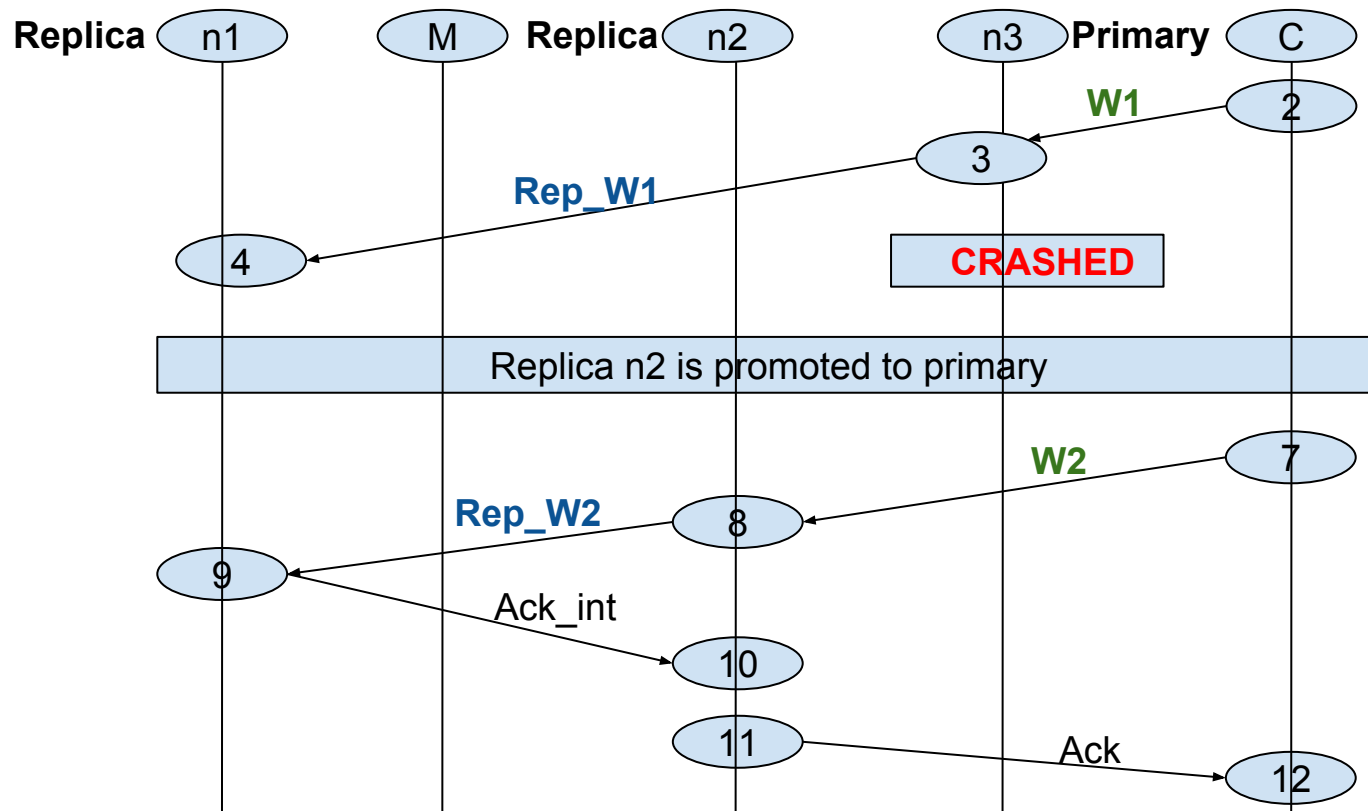 Replica n1 M Replica n2 n3 Primary C
W1 2
3
Rep_W1
4 CRASHED
Replica n2 is promoted to primary
W2 7
Rep_W2 8
9
Ack_int
10
11 Ack
12